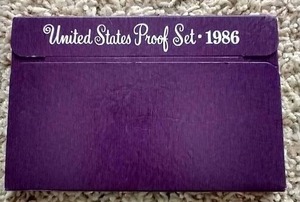 United States Proof Set • 1986